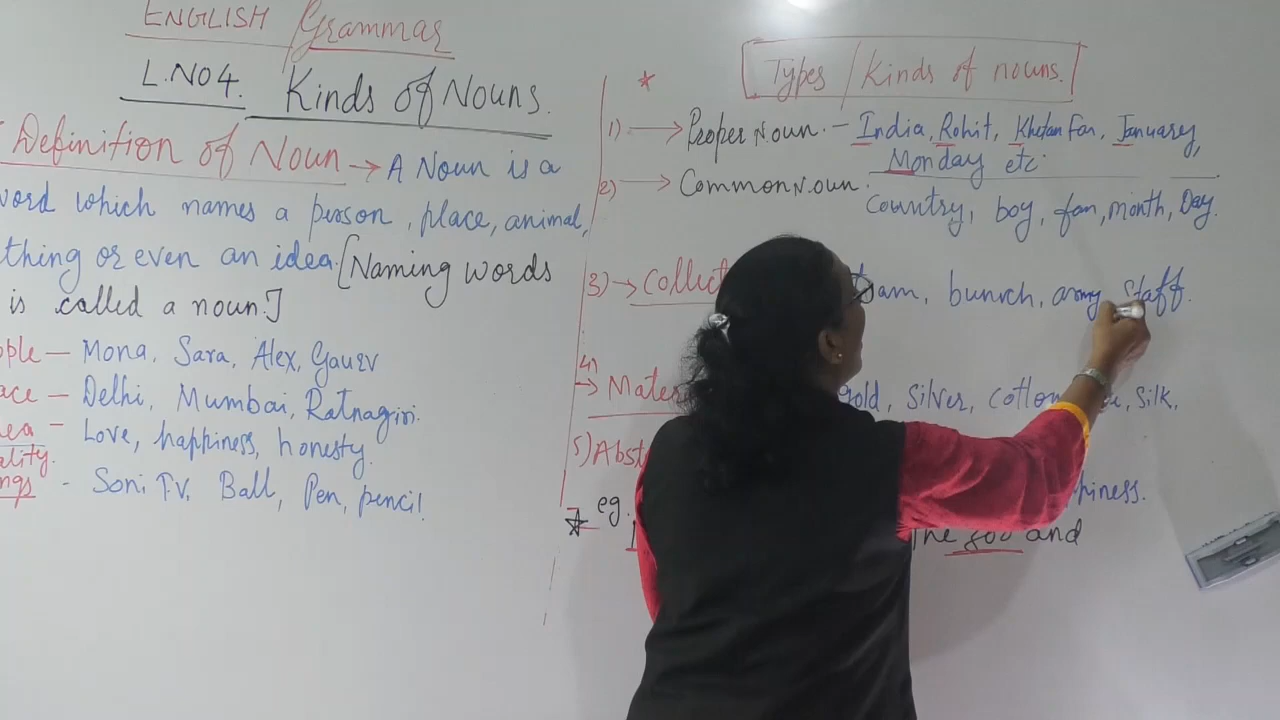 ENGLISH / Grammar
L.NO4. Kinds of Nouns.
Definition of Noun → A Noun is a
word which names a person, place, animal,
thing or even an idea. [Naming words
is called a noun.]
ople - Mona, Sara, Alex, Gaurv
ace - Delhi, Mumbai, Ratnagiri.
ea - Love, happiness, honesty.
ality.
ngs - Soni T.V, Ball, Pen, pencil
* Types / Kinds of nouns.
1) → Proper Noun. - India, Rohit, Khetan Fan, January,
Monday etc.
2) → Common Noun.
Country, boy, fan, month, Day.
3) → Collect eam, bunch, army, Staff.
4) → Mater gold, Silver, cotton, Silk,
5) Abst piness.
eg.
The zoo and